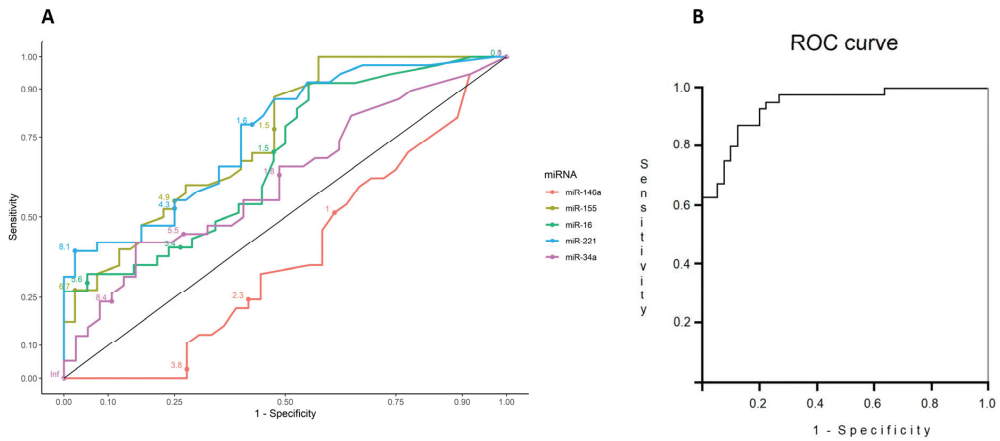 A
B
ROC curve
1.00
0.90
0.75
0.50
0.25
0.10
0.00
Sensitivity
0.00
0.10
0.25
0.50
0.75
0.90
1.00
1 - Specificity
Inf
8.1
6.7
5.6
8.4
4.9
4.3
5.5
1.6
1.5
1.5
1.8
1
2.3
3.8
miRNA
miR-146a
miR-155
miR-16
miR-221
miR-34a
1.0
0.8
0.6
0.4
0.2
Sensivity
0.2
0.4
0.6
0.8
1.0
1 - Specificity